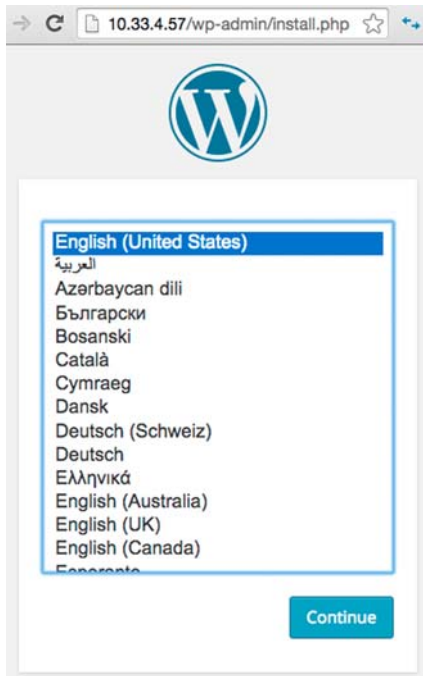 10.33.4.57/wp-admin/install.php
English (United States)
العربية
Azərbaycan dili
Български
Bosanski
Català
Cymraeg
Dansk
Deutsch (Schweiz)
Deutsch
Ελληνικά
English (Australia)
English (UK)
English (Canada)
Esperanto
Continue